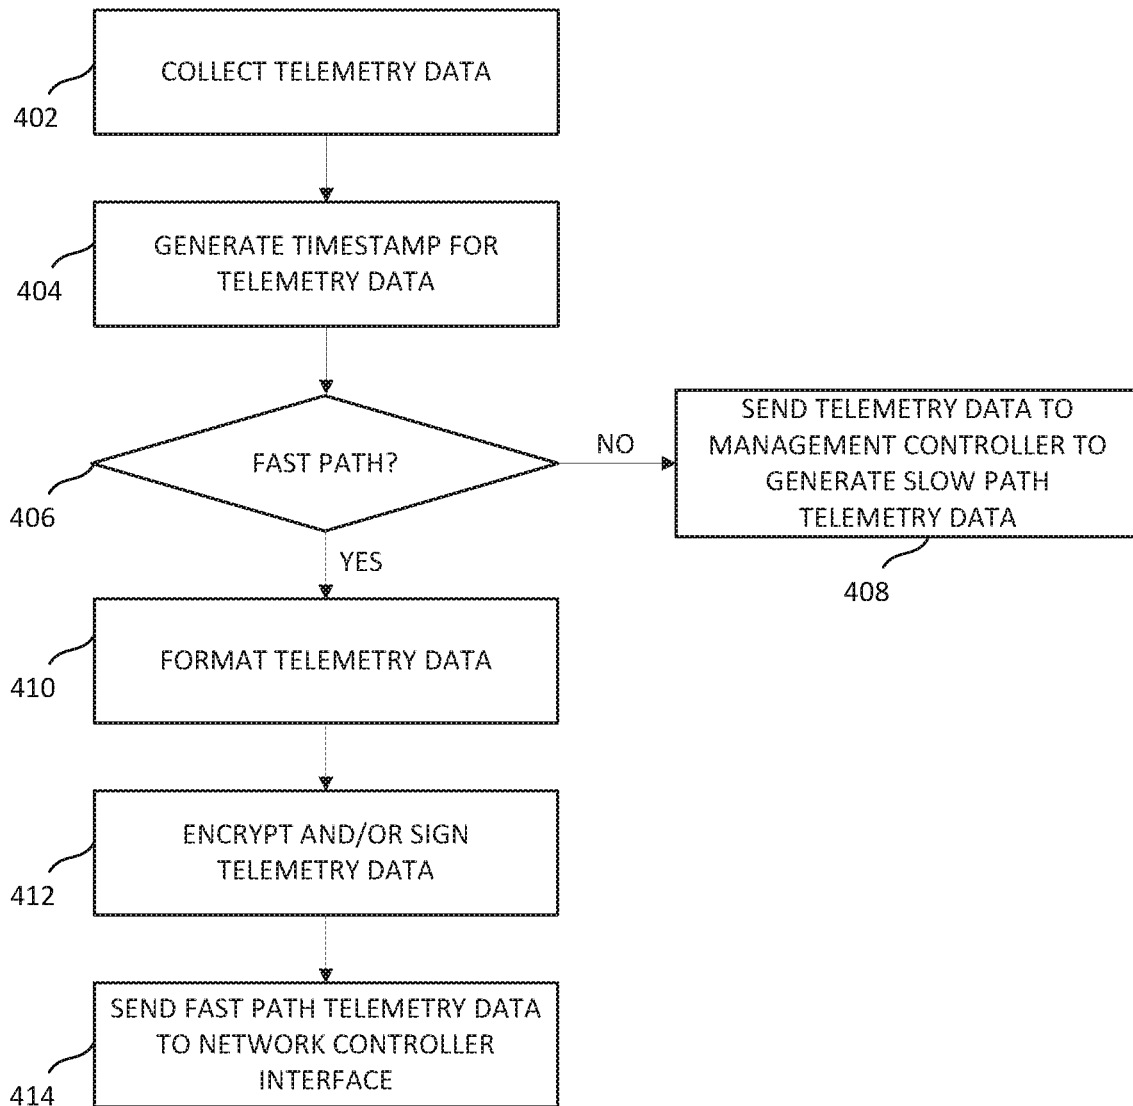 COLLECT TELEMETRY DATA
402
GENERATE TIMESTAMP FOR
TELEMETRY DATA
404
FAST PATH?
406
NO
SEND TELEMETRY DATA TO
MANAGEMENT CONTROLLER TO
GENERATE SLOW PATH
TELEMETRY DATA
408
YES
FORMAT TELEMETRY DATA
410
ENCRYPT AND/OR SIGN
TELEMETRY DATA
412
SEND FAST PATH TELEMETRY DATA
TO NETWORK CONTROLLER
INTERFACE
414